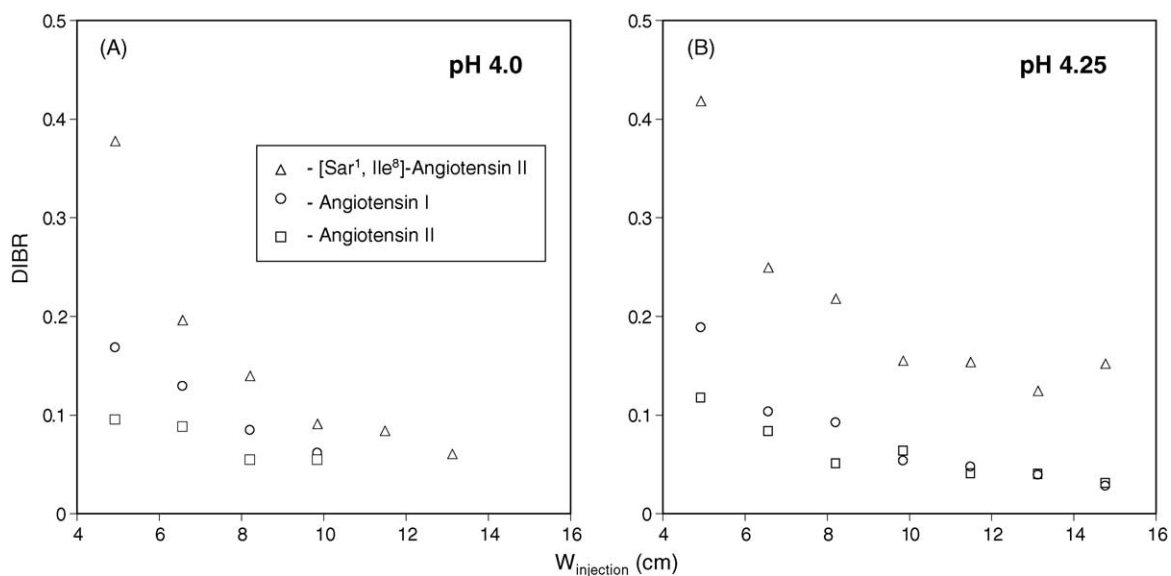 (A)
pH 4.0
- [Sar¹, Ile⁸]-Angiotensin II
- Angiotensin I
- Angiotensin II
DIBR
0.5
0.4
0.3
0.2
0.1
0
4 6 8 10 12 14 16
(B)
pH 4.25
0.5
0.4
0.3
0.2
0.1
0
4 6 8 10 12 14 16
W_injection (cm)